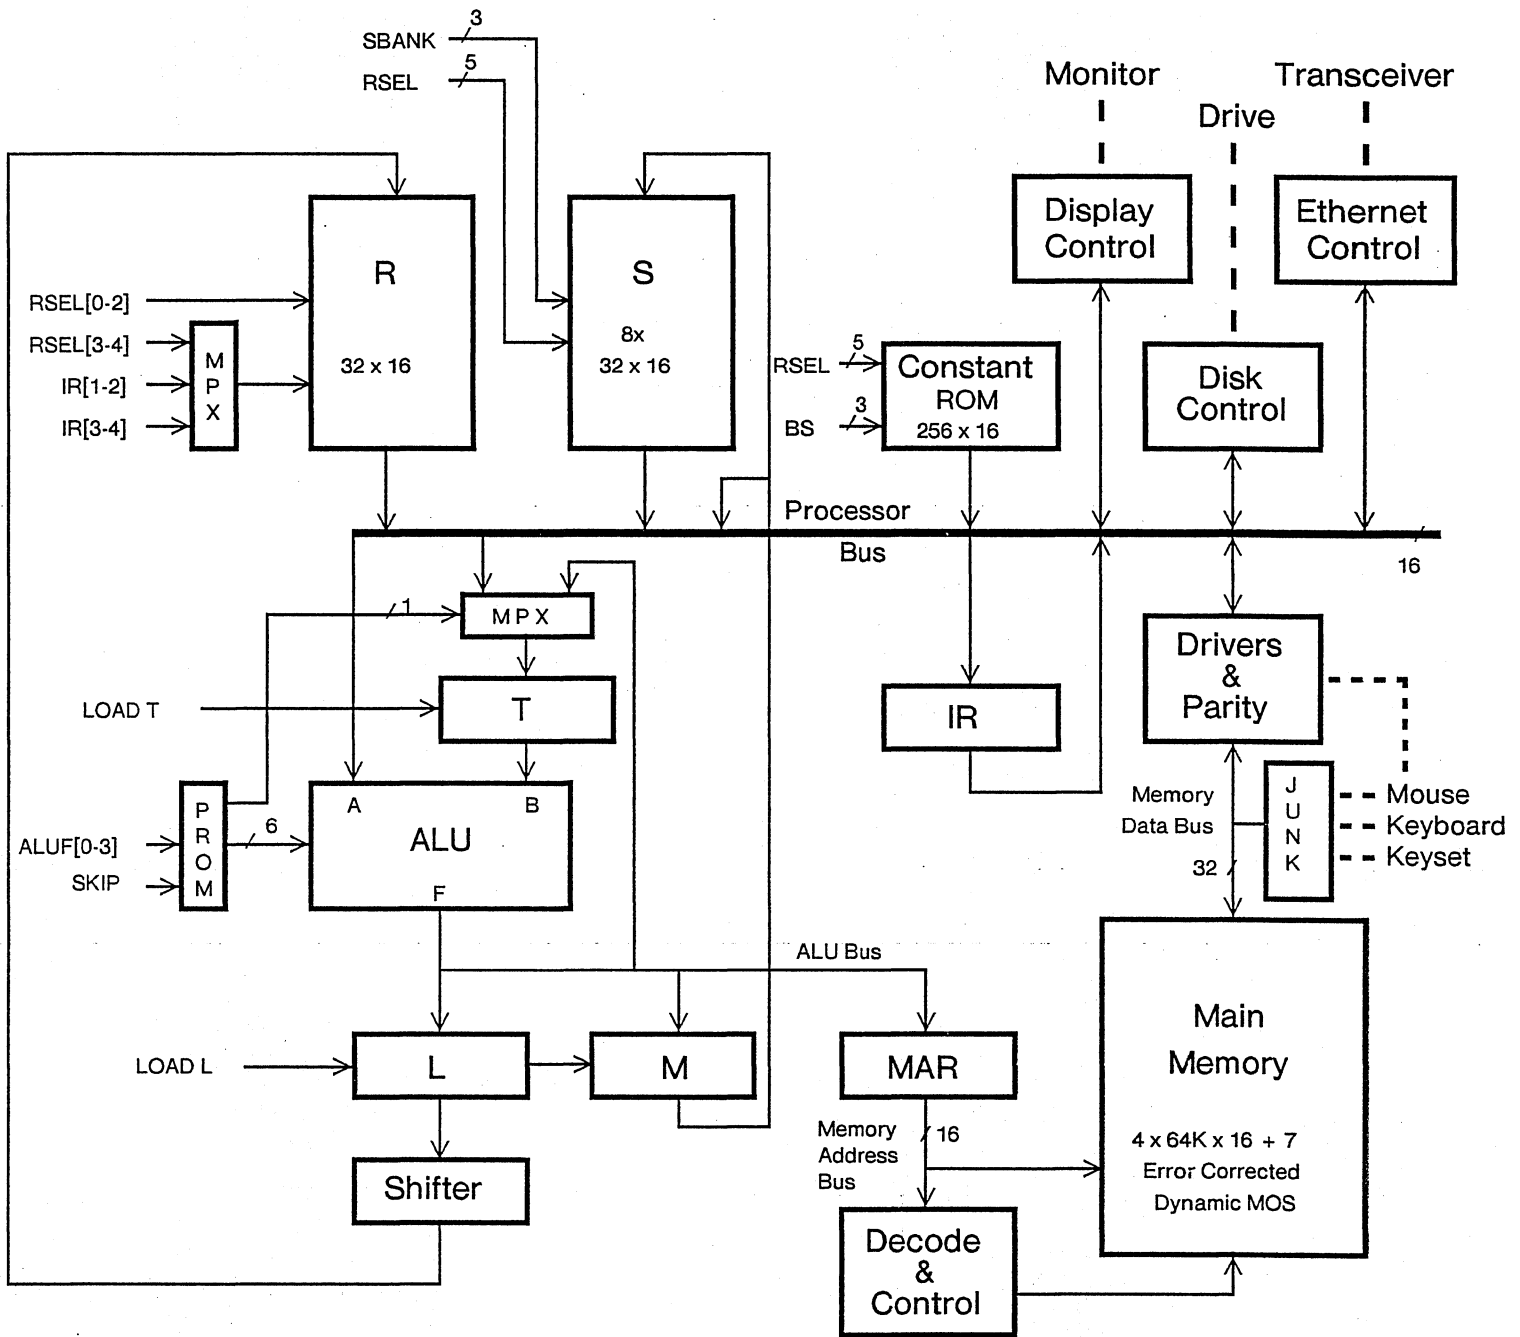 SBANK
3
RSEL
5
Monitor
Drive
Transceiver
Display
Control
Ethernet
Control
R
32 x 16
S
8x
32 x 16
RSEL[0-2]
RSEL[3-4]
IR[1-2]
IR[3-4]
M
P
X
RSEL
5
BS
3
Constant
ROM
256 x 16
Disk
Control
Processor
Bus
16
1
MPX
LOAD T
T
IR
Drivers
&
Parity
ALUF[0-3]
SKIP
P
R
O
M
6
A
B
ALU
F
Memory
Data Bus
32
J
U
N
K
Mouse
Keyboard
Keyset
ALU Bus
LOAD L
L
M
MAR
Main
Memory
4 x 64K x 16 + 7
Error Corrected
Dynamic MOS
Memory
Address
Bus
16
Shifter
Decode
&
Control